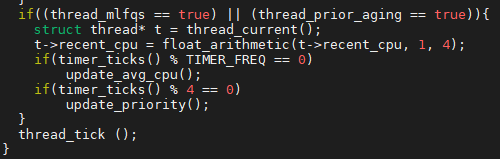 if((thread_mlfqs == true) || (thread_prior_aging == true)){
struct thread* t = thread_current();
t->recent_cpu = float_arithmetic(t->recent_cpu, 1, 4);
if(timer_ticks() % TIMER_FREQ == 0)
update_avg_cpu();
if(timer_ticks() % 4 == 0)
update_priority();
}
thread_tick ();
}